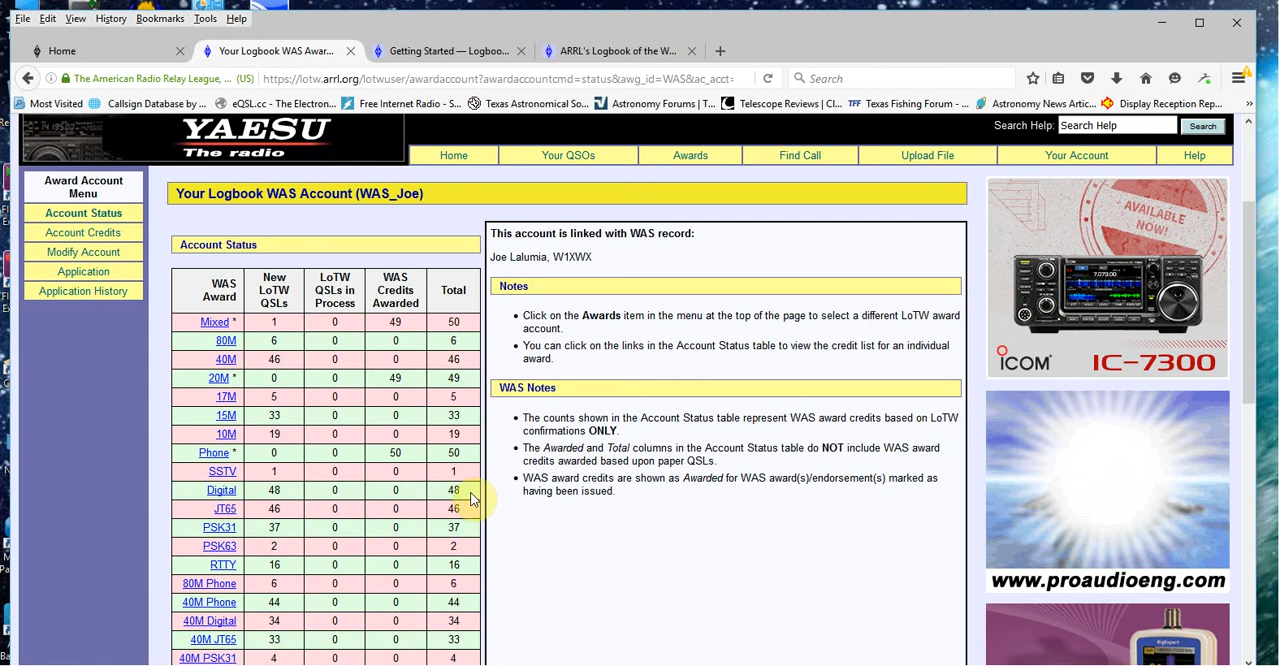 File Edit View History Bookmarks Tools Help
Home
Your Logbook WAS Awar...
Getting Started — Logboo...
ARRL's Logbook of the W...
The American Radio Relay League, ... (US)
https://lotw.arrl.org/lotwuser/awardaccount?awardaccountcmd=status&awg_id=WAS&ac_acct=
Search
Most Visited
Callsign Database by ...
eQSL.cc - The Electron...
Free Internet Radio - S...
Texas Astronomical So...
Astronomy Forums | T...
Telescope Reviews | Cl...
TFF Texas Fishing Forum - ...
Astronomy News Artic...
Display Reception Rep...
YAESU
The radio
Search Help: Search Help Search
Home Your QSOs Awards Find Call Upload File Your Account Help
Award Account
Menu
Account Status
Account Credits
Modify Account
Application
Application History
Your Logbook WAS Account (WAS_Joe)
Account Status
WAS
Award
New
LoTW
QSLs
LoTW
QSLs in
Process
WAS
Credits
Awarded
Total
Mixed * 1 0 49 50
80M 6 0 0 6
40M 46 0 0 46
20M * 0 0 49 49
17M 5 0 0 5
15M 33 0 0 33
10M 19 0 0 19
Phone * 0 0 50 50
SSTV 1 0 0 1
Digital 48 0 0 48
JT65 46 0 0 46
PSK31 37 0 0 37
PSK63 2 0 0 2
RTTY 16 0 0 16
80M Phone 6 0 0 6
40M Phone 44 0 0 44
40M Digital 34 0 0 34
40M JT65 33 0 0 33
40M PSK31 4 0 0 4
This account is linked with WAS record:
Joe Lalumia, W1XWX
Notes
• Click on the Awards item in the menu at the top of the page to select a different LoTW award
account.
• You can click on the links in the Account Status table to view the credit list for an individual
award.
WAS Notes
• The counts shown in the Account Status table represent WAS award credits based on LoTW
confirmations ONLY.
• The Awarded and Total columns in the Account Status table do NOT include WAS award
credits awarded based upon paper QSLs.
• WAS award credits are shown as Awarded for WAS award(s)/endorsement(s) marked as
having been issued.
AVAILABLE
NOW!
7.073.00
ICOM IC-7300
www.proaudioeng.com
RigExpert